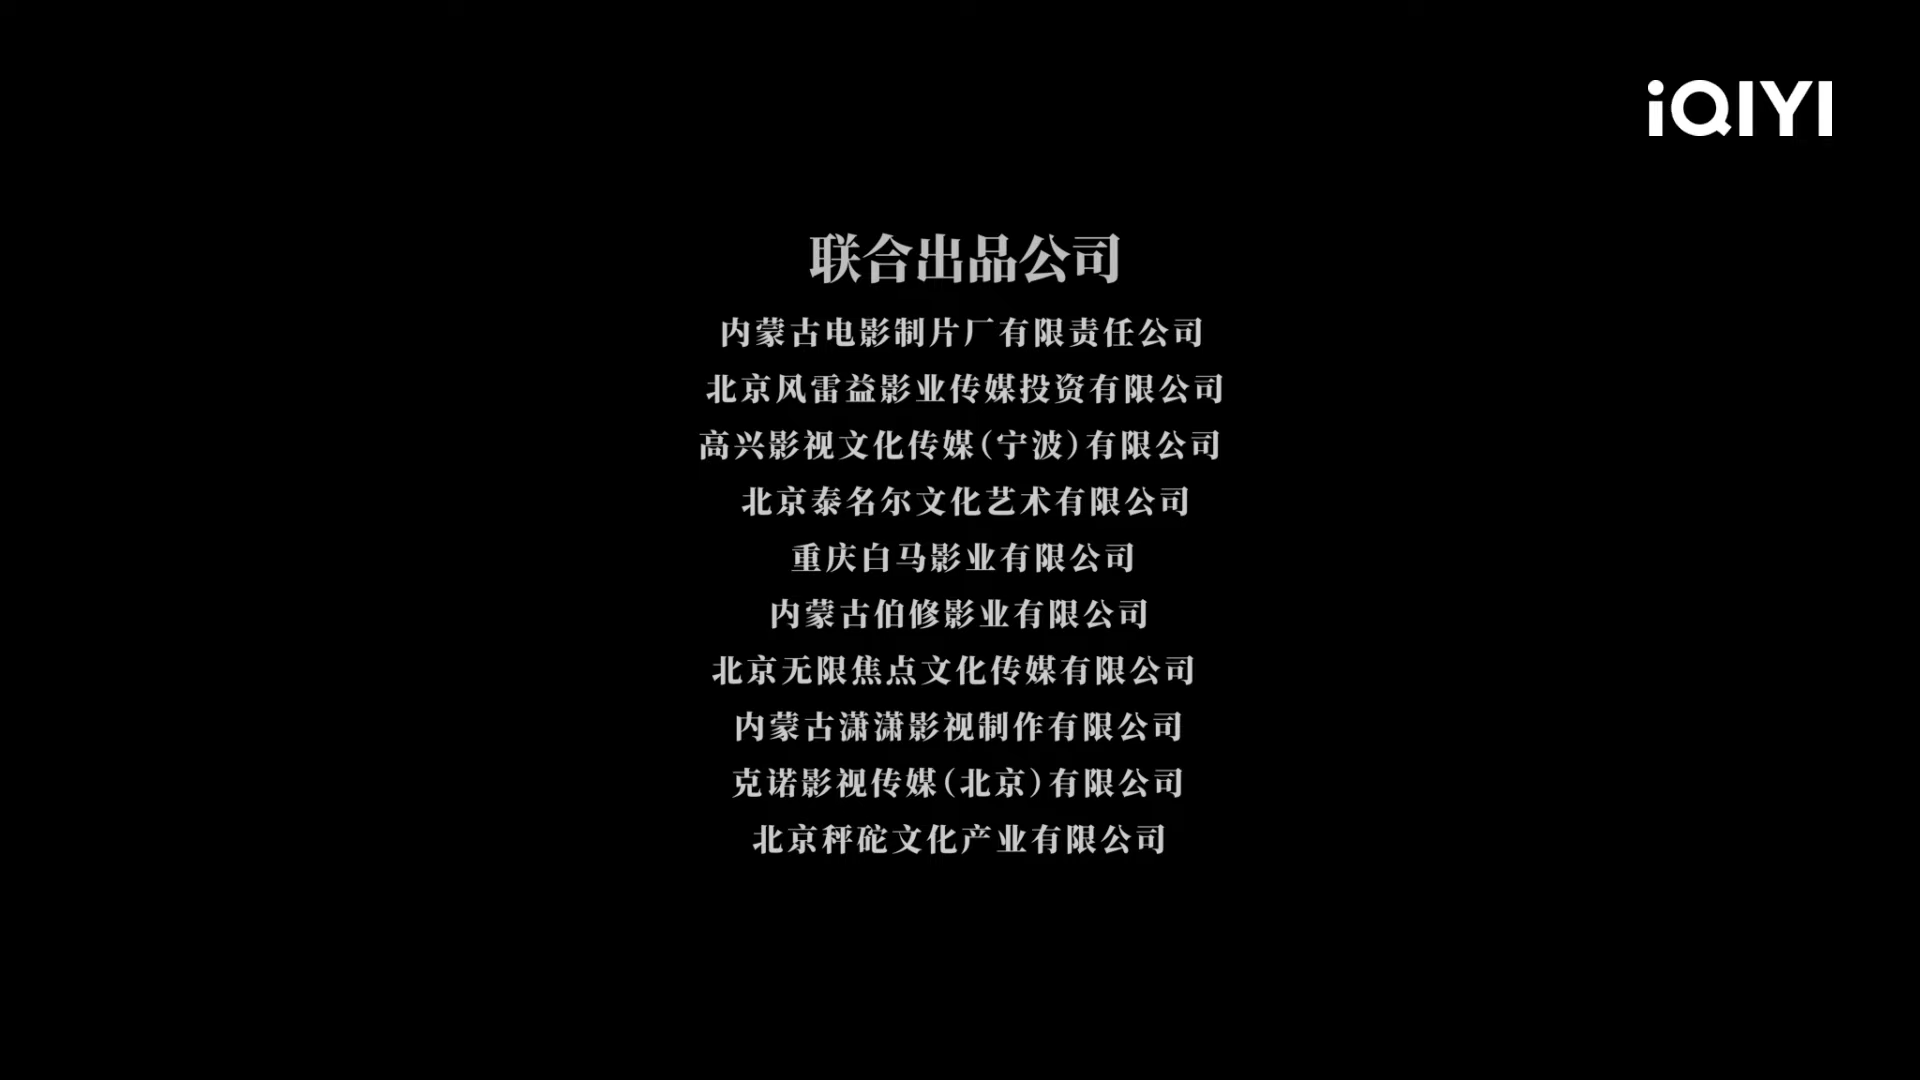 iQIYI
联合出品公司
内蒙古电影制片厂有限责任公司
北京风雷益影业传媒投资有限公司
高兴影视文化传媒(宁波)有限公司
北京泰名尔文化艺术有限公司
重庆白马影业有限公司
内蒙古伯修影业有限公司
北京无限焦点文化传媒有限公司
内蒙古潇潇影视制作有限公司
克诺影视传媒(北京)有限公司
北京秤砣文化产业有限公司